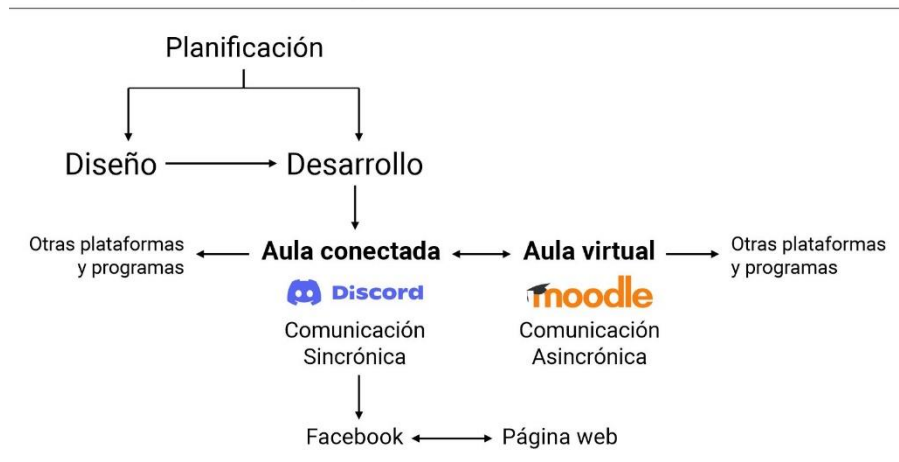 Planificación
Diseño
Desarrollo
Otras plataformas
y programas
Aula conectada
Aula virtual
Otras plataformas
y programas
Discord
moodle
Comunicación
Sincrónica
Comunicación
Asincrónica
Facebook
Página web